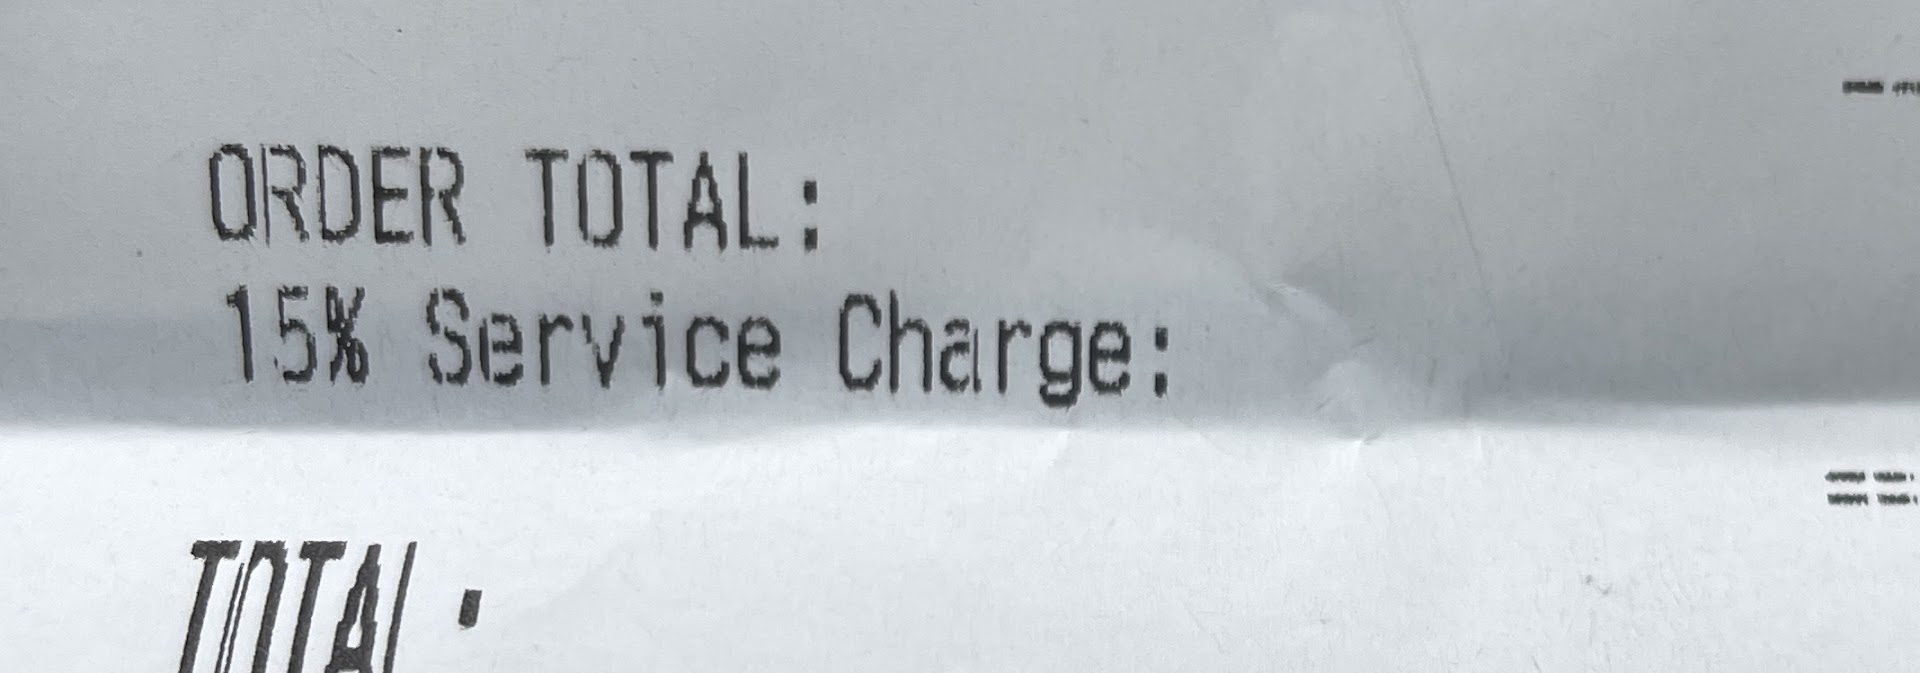 ORDER TOTAL:
15% Service Charge:
TOTAL: